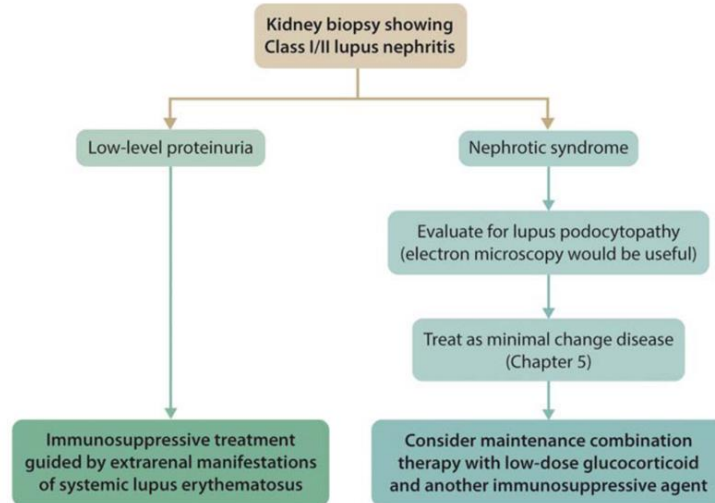 Kidney biopsy showing
Class I/II lupus nephritis
Low-level proteinuria
Nephrotic syndrome
Evaluate for lupus podocytopathy
(electron microscopy would be useful)
Treat as minimal change disease
(Chapter 5)
Immunosuppressive treatment
guided by extrarenal manifestations
of systemic lupus erythematosus
Consider maintenance combination
therapy with low-dose glucocorticoid
and another immunosuppressive agent